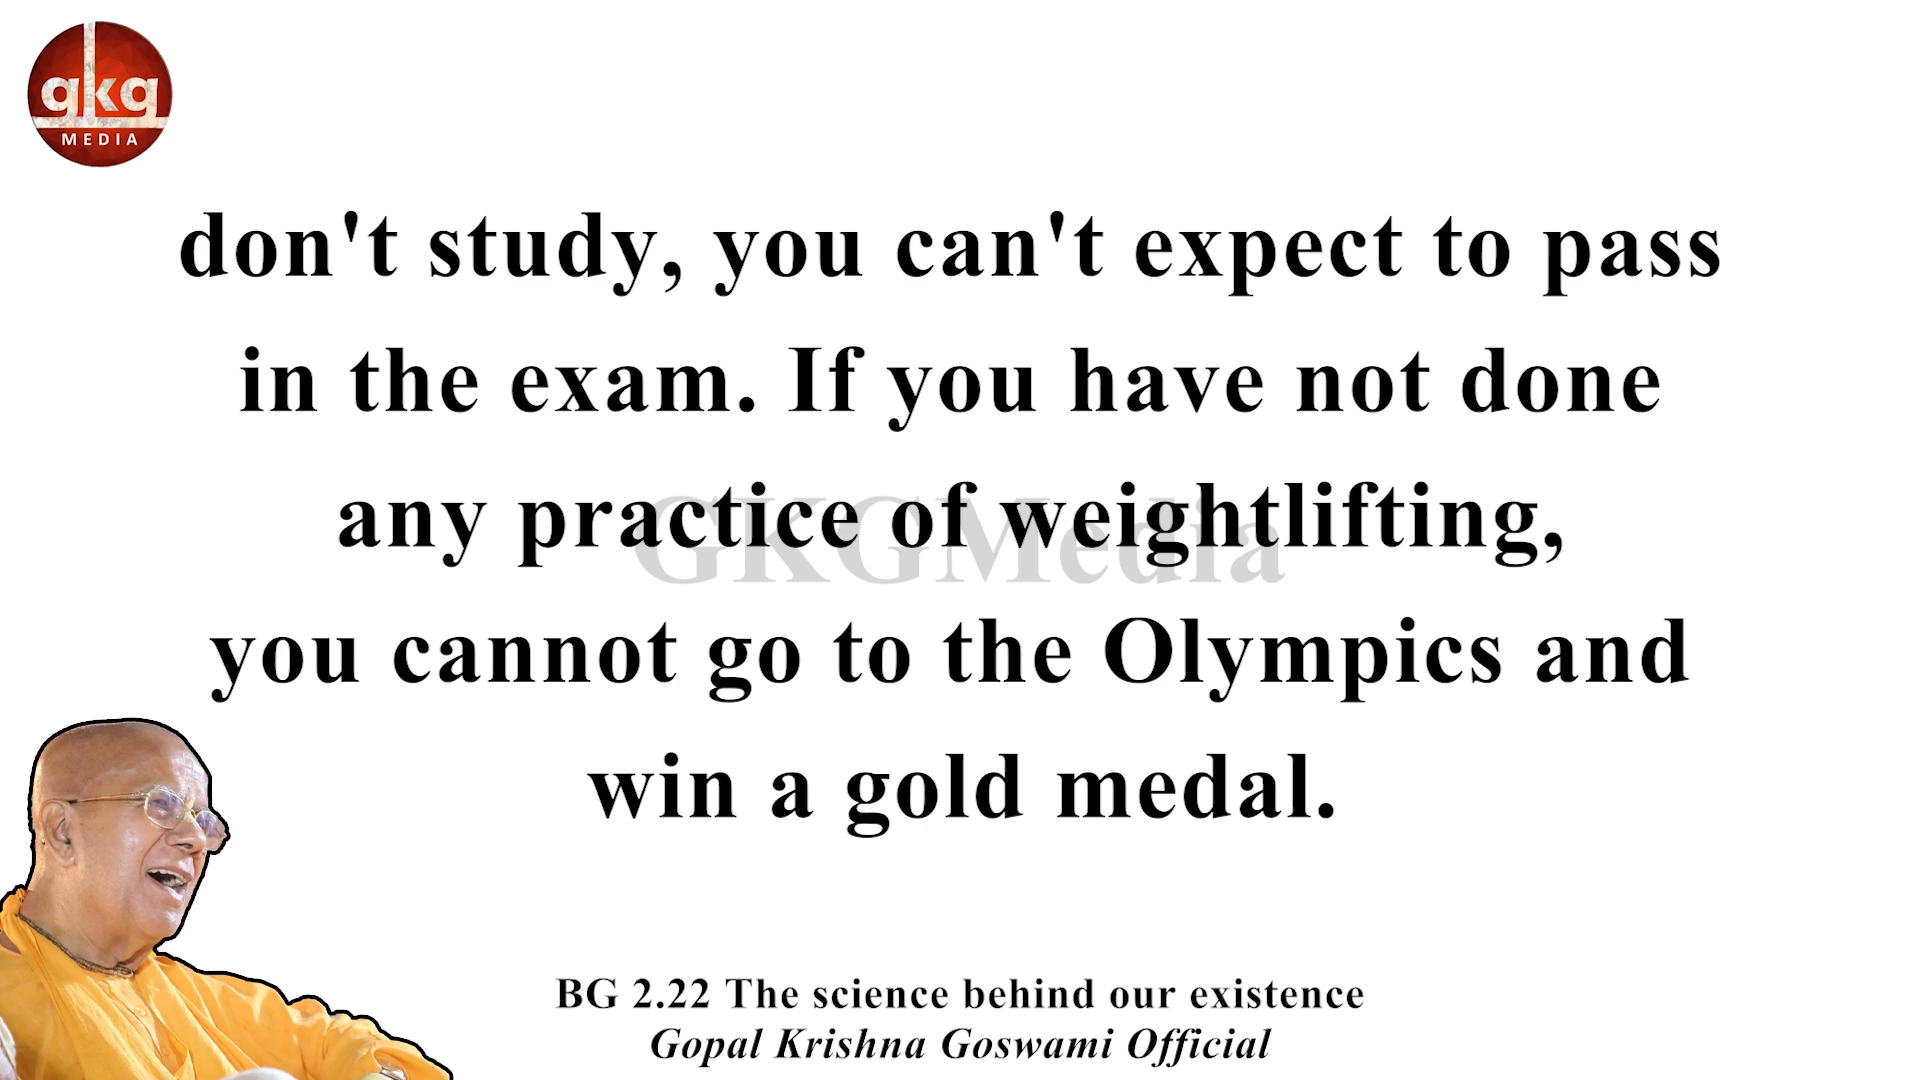 gkg
MEDIA
don't study, you can't expect to pass
in the exam. If you have not done
any practice of weightlifting,
GKGMedia
you cannot go to the Olympics and
win a gold medal.
BG 2.22 The science behind our existence
Gopal Krishna Goswami Official